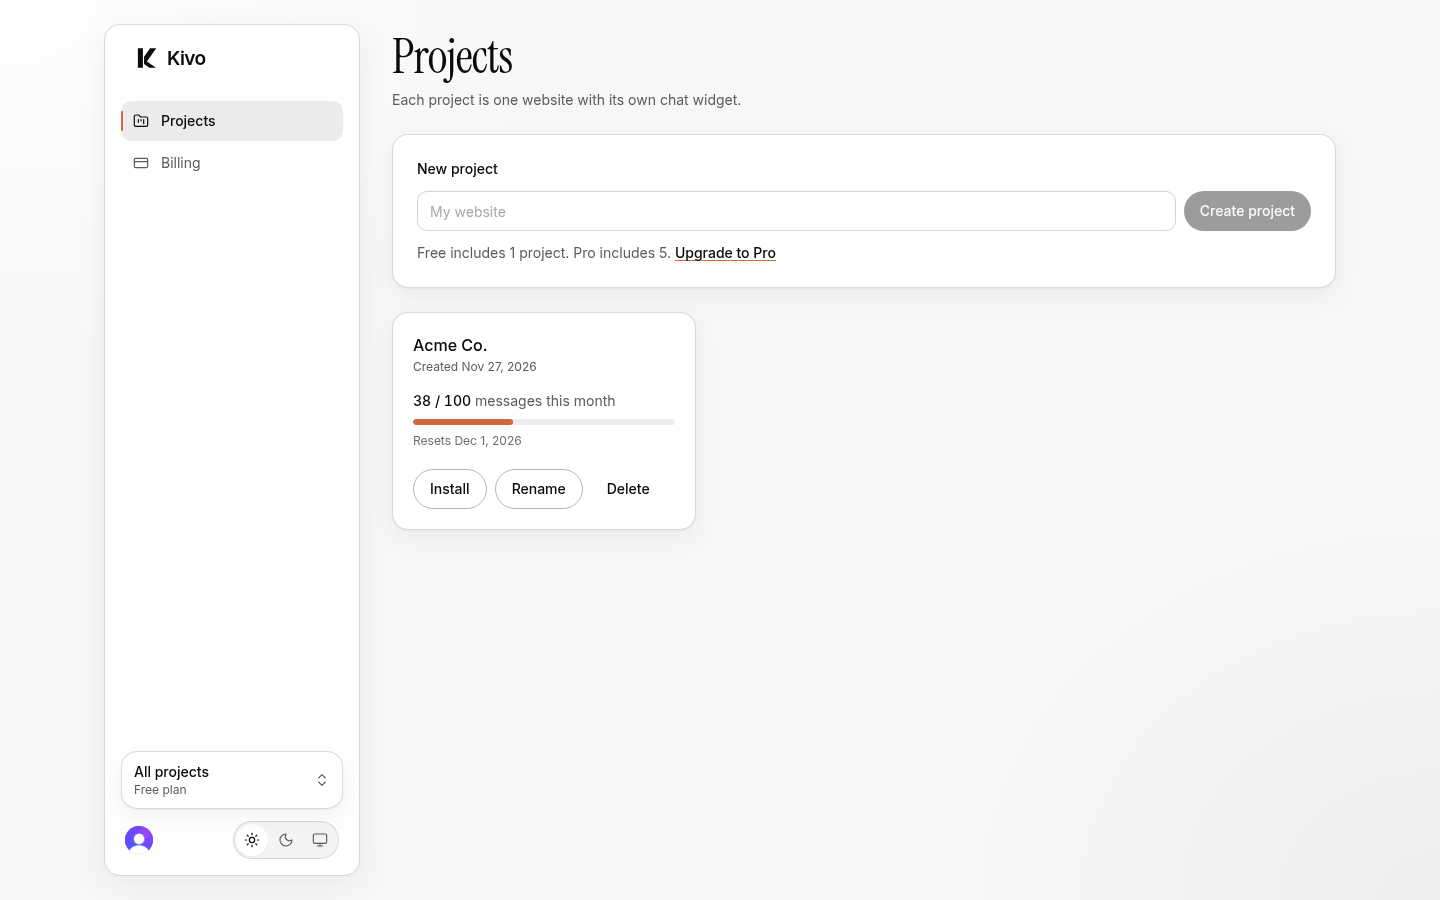 Kivo
Projects
Billing
All projects
Free plan
Projects
Each project is one website with its own chat widget.
New project
My website
Create project
Free includes 1 project. Pro includes 5. Upgrade to Pro
Acme Co.
Created Nov 27, 2026
38 / 100 messages this month
Resets Dec 1, 2026
Install
Rename
Delete